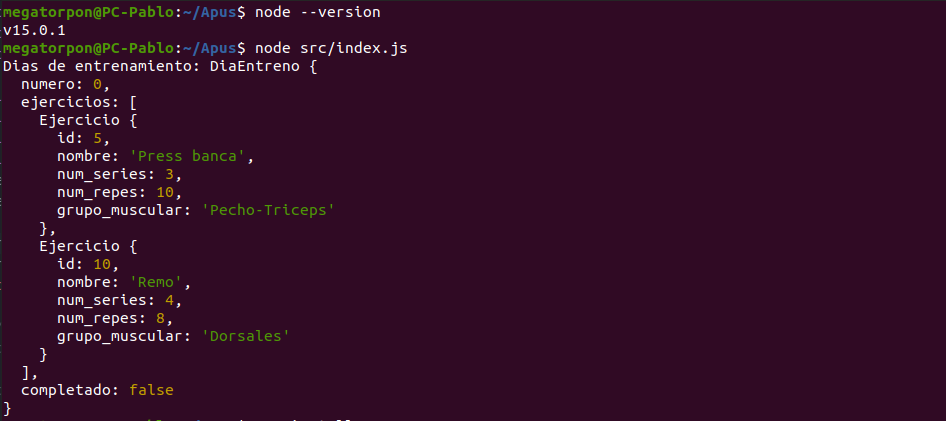 megatorpon@PC-Pablo:~/Apus$ node --version
v15.0.1
megatorpon@PC-Pablo:~/Apus$ node src/index.js
Dias de entrenamiento: DiaEntreno {
  numero: 0,
  ejercicios: [
    Ejercicio {
      id: 5,
      nombre: 'Press banca',
      num_series: 3,
      num_repes: 10,
      grupo_muscular: 'Pecho-Triceps'
    },
    Ejercicio {
      id: 10,
      nombre: 'Remo',
      num_series: 4,
      num_repes: 8,
      grupo_muscular: 'Dorsales'
    }
  ],
  completado: false
}